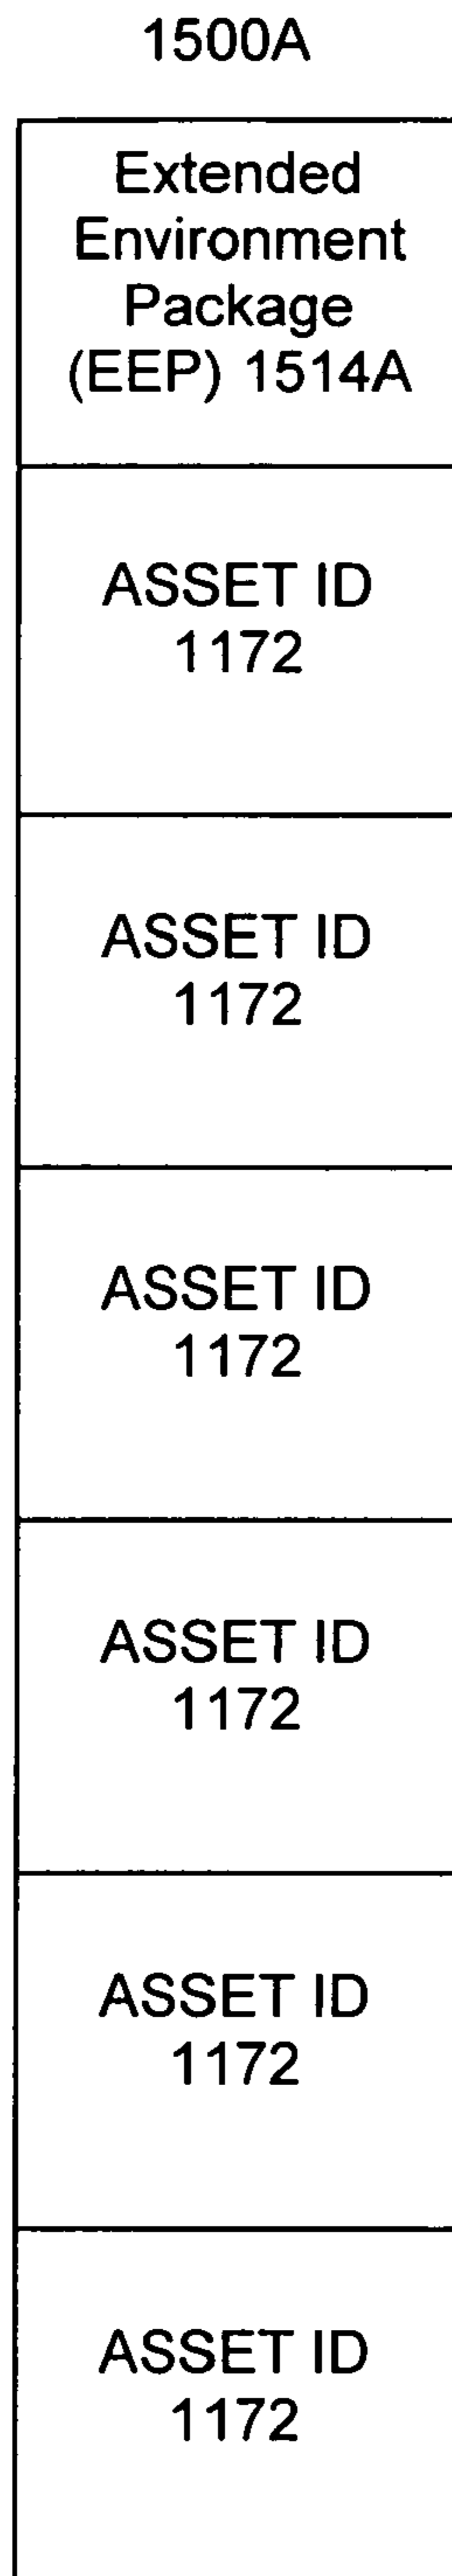 1500A
Extended
Environment
Package
(EEP) 1514A
ASSET ID
1172
ASSET ID
1172
ASSET ID
1172
ASSET ID
1172
ASSET ID
1172
ASSET ID
1172